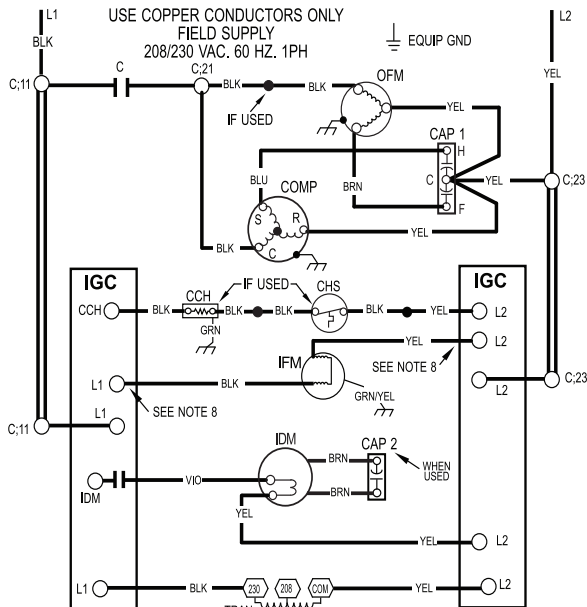 L1
USE COPPER CONDUCTORS ONLY
L2
FIELD SUPPLY
BLK
208/230 VAC. 60 HZ. 1PH
EQUIP GND
YEL
C;11
C
C;21
BLK
BLK
OFM
IF USED
YEL
CAP 1
H
BLU
COMP
BRN
C
YEL
C;23
S
R
F
BLK
C
YEL
IGC
IGC
IF USED
CCH
CHS
CCH
BLK
BLK
BLK
BLK
YEL
L2
GRN
YEL
L2
IFM
SEE NOTE 8
L1
BLK
L2
C;23
GRN/YEL
SEE NOTE 8
C;11
L1
IDM
CAP 2
BRN
WHEN
USED
VIO
BRN
IDM
YEL
YEL
L2
L1
BLK
230
208
COM
YEL
L2
TRAN